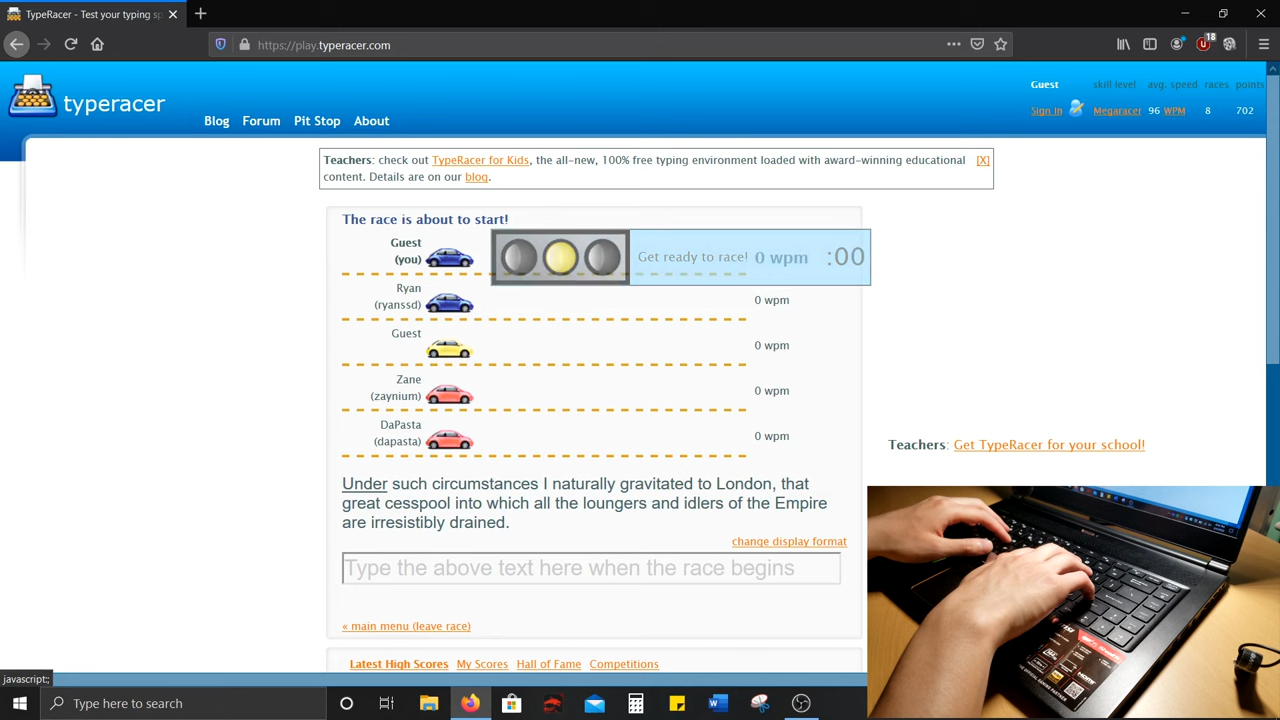 TypeRacer - Test your typing sp
https://play.typeracer.com
18
typeracer
Blog Forum Pit Stop About
Guest skill level avg. speed races points
Sign In Megaracer 96 WPM 8 702
Teachers: check out TypeRacer for Kids, the all-new, 100% free typing environment loaded with award-winning educational [X]
content. Details are on our blog.
The race is about to start!
Guest
(you)
Get ready to race! 0 wpm :00
Ryan
(ryanssd)
0 wpm
Guest
0 wpm
Zane
(zaynium)
0 wpm
DaPasta
(dapasta)
0 wpm
Under such circumstances I naturally gravitated to London, that
great cesspool into which all the loungers and idlers of the Empire
are irresistibly drained.
change display format
Type the above text here when the race begins
« main menu (leave race)
Teachers: Get TypeRacer for your school!
Latest High Scores My Scores Hall of Fame Competitions
javascript:;
Type here to search